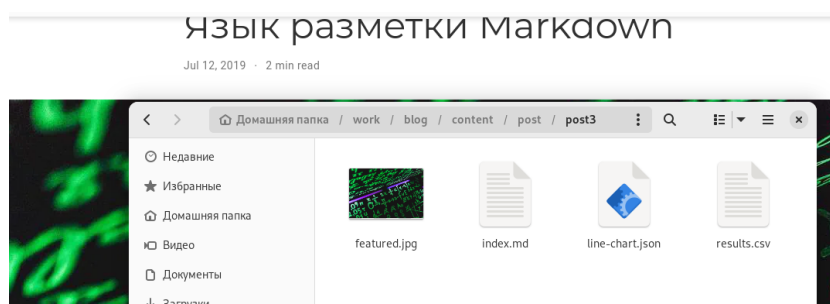 Язык разметки Markdown
Jul 12, 2019 · 2 min read
Домашняя папка / work / blog / content / post / post3
Недавние
Избранные
Домашняя папка
Видео
Документы
Загрузки
featured.jpg index.md line-chart.json results.csv